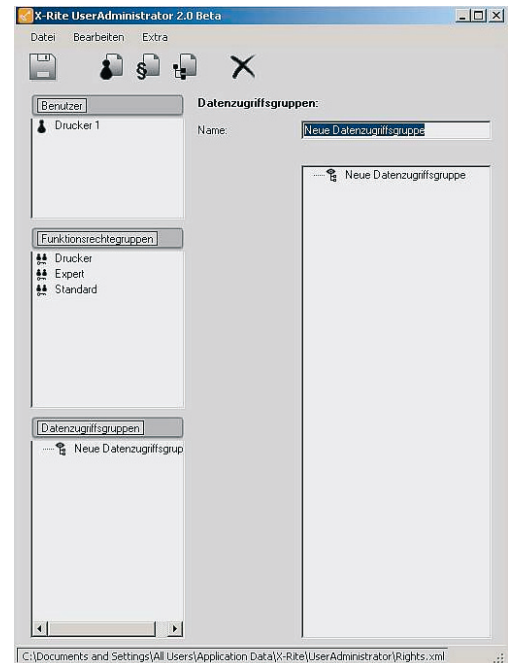 X-Rite UserAdministrator 2.0 Beta
Datei Bearbeiten Extra
§
Benutzer
Drucker 1
Datenzugriffsgruppen:
Name: Neue Datenzugriffsgruppe
Neue Datenzugriffsgruppe
Funktionsrechtegruppen
Drucker
Expert
Standard
Datenzugriffsgruppen
Neue Datenzugriffsgrup
C:\Documents and Settings\All Users\Application Data\X-Rite\UserAdministrator\Rights.xml